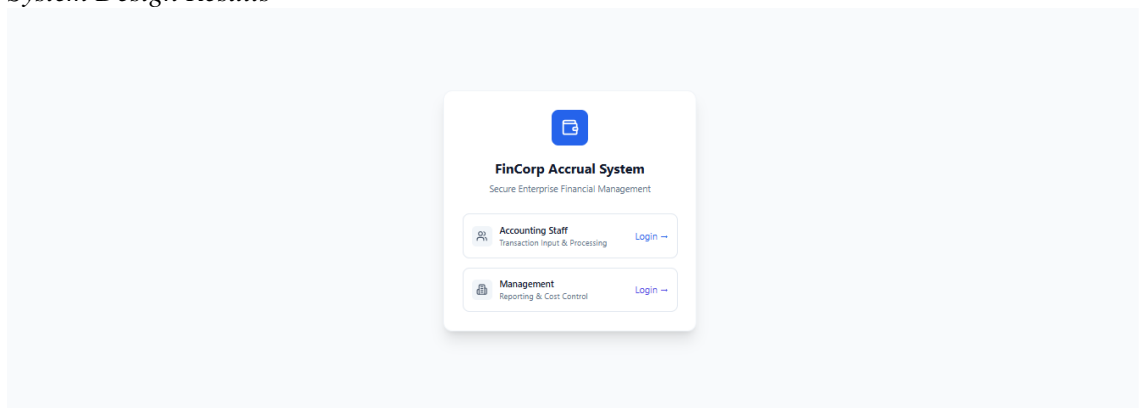 System Design Results
FinCorp Accrual System
Secure Enterprise Financial Management
Accounting Staff
Transaction Input & Processing
Login →
Management
Reporting & Cost Control
Login →